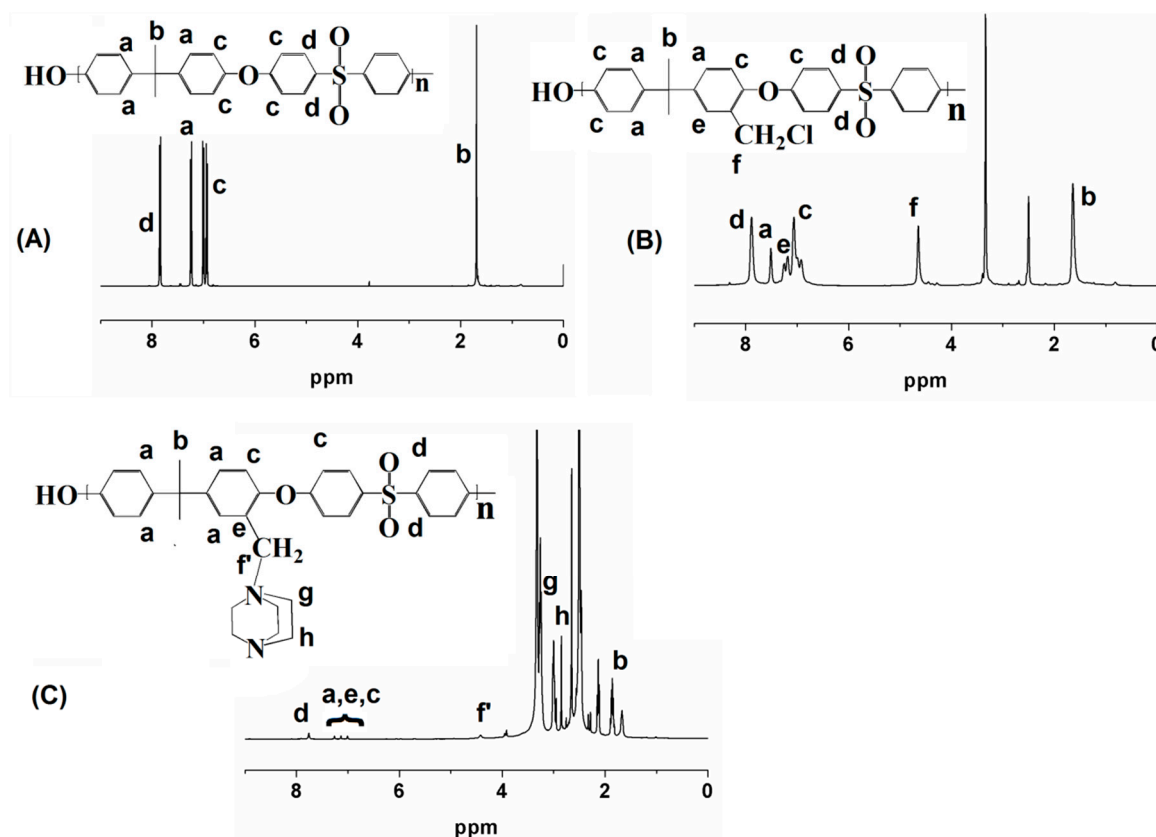 a b a c c d O
HO O S n
a c c d O
a
d c b
(A)
8 6 4 2 0
ppm
c a b a c c d O
HO O S n
c a e d O
CH2Cl
f
d a e c f b
(B)
8 6 4 2 0
ppm
a b a c c d O
HO O S n
a a e O d
f' CH2
N g
N h
(C)
d a,e,c f' g h b
8 6 4 2 0
ppm